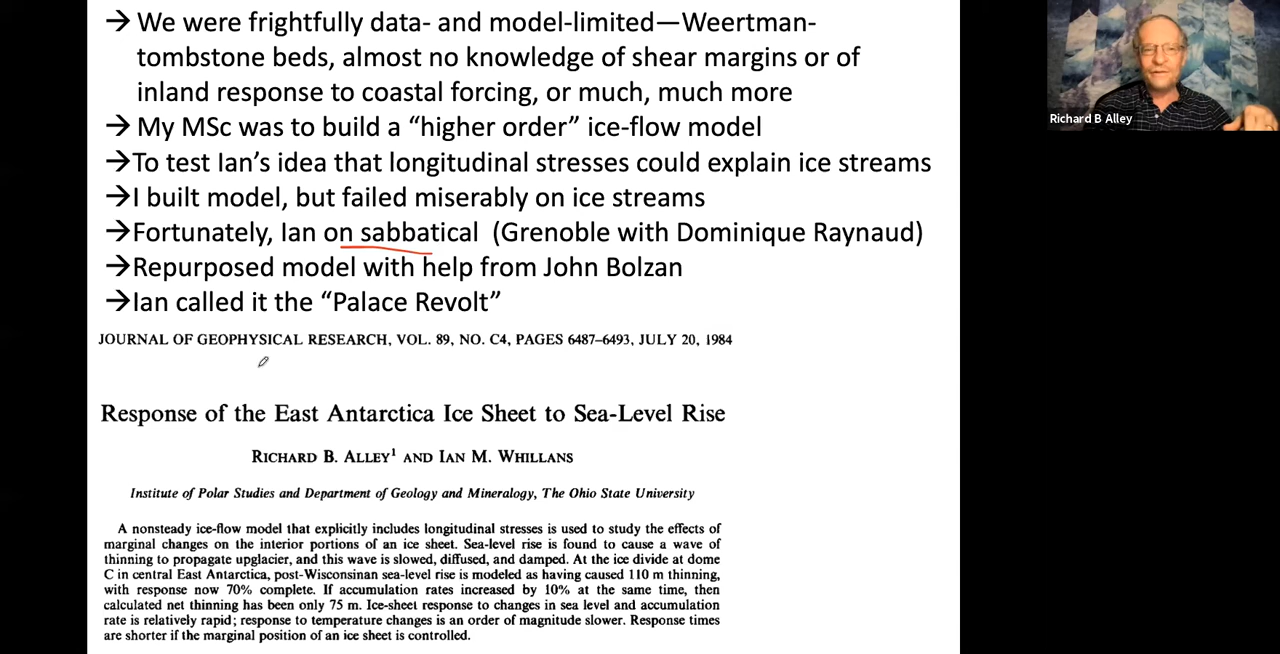 → We were frightfully data- and model-limited—Weertman-
tombstone beds, almost no knowledge of shear margins or of
inland response to coastal forcing, or much, much more
→ My MSc was to build a “higher order” ice-flow model
→To test Ian’s idea that longitudinal stresses could explain ice streams
→I built model, but failed miserably on ice streams
→Fortunately, Ian on sabbatical  (Grenoble with Dominique Raynaud)
→Repurposed model with help from John Bolzan
→Ian called it the “Palace Revolt”
JOURNAL OF GEOPHYSICAL RESEARCH, VOL. 89, NO. C4, PAGES 6487–6493, JULY 20, 1984
Response of the East Antarctica Ice Sheet to Sea-Level Rise
RICHARD B. ALLEY¹ AND IAN M. WHILLANS
Institute of Polar Studies and Department of Geology and Mineralogy, The Ohio State University
A nonsteady ice-flow model that explicitly includes longitudinal stresses is used to study the effects of
marginal changes on the interior portions of an ice sheet. Sea-level rise is found to cause a wave of
thinning to propagate upglacier, and this wave is slowed, diffused, and damped. At the ice divide at dome
C in central East Antarctica, post-Wisconsinan sea-level rise is modeled as having caused 110 m thinning,
with response now 70% complete. If accumulation rates increased by 10% at the same time, then
calculated net thinning has been only 75 m. Ice-sheet response to changes in sea level and accumulation
rate is relatively rapid; response to temperature changes is an order of magnitude slower. Response times
are shorter if the marginal position of an ice sheet is controlled.
Richard B Alley